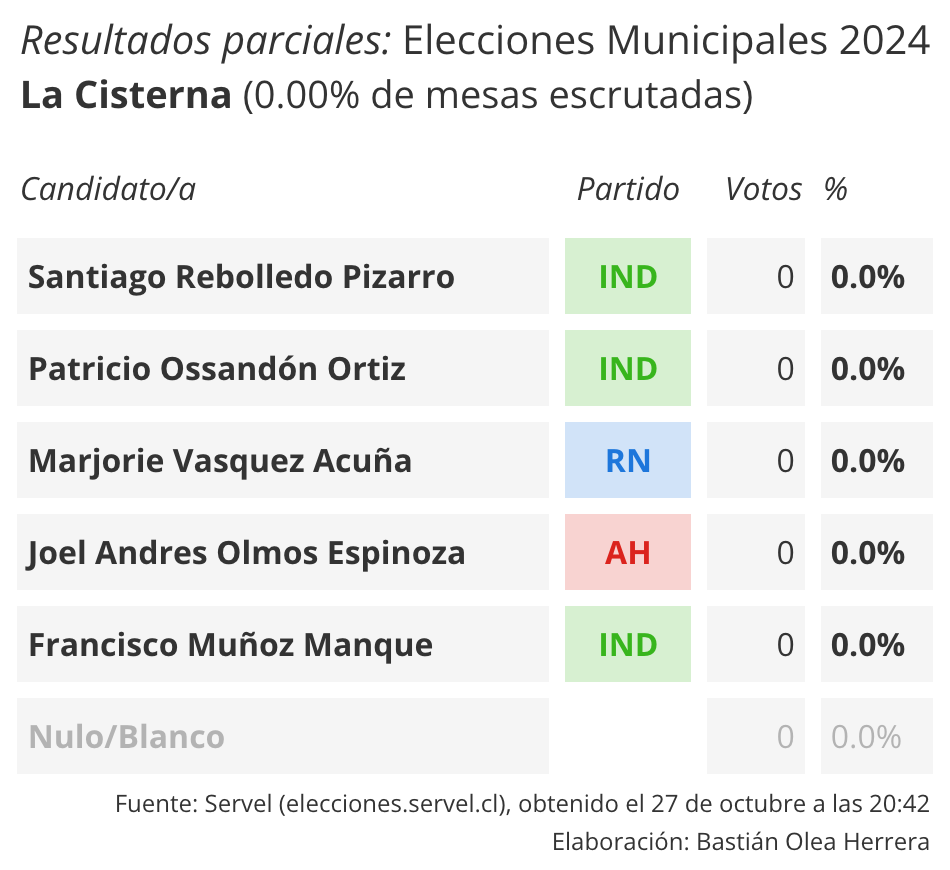 Resultados parciales: Elecciones Municipales 2024
La Cisterna (0.00% de mesas escrutadas)
Candidato/a Partido Votos %
Santiago Rebolledo Pizarro IND 0 0.0%
Patricio Ossandón Ortiz IND 0 0.0%
Marjorie Vasquez Acuña RN 0 0.0%
Joel Andres Olmos Espinoza AH 0 0.0%
Francisco Muñoz Manque IND 0 0.0%
Nulo/Blanco 0 0.0%
Fuente: Servel (elecciones.servel.cl), obtenido el 27 de octubre a las 20:42
Elaboración: Bastián Olea Herrera